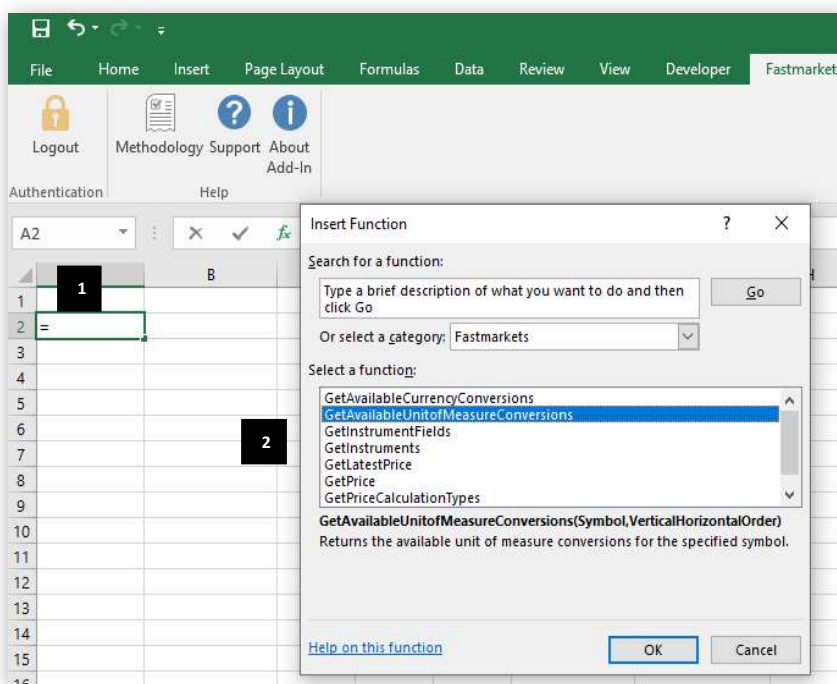 File Home Insert Page Layout Formulas Data Review View Developer Fastmarket
Logout Methodology Support About
Add-In
Authentication Help
A2 fx
Insert Function ? X
Search for a function:
Type a brief description of what you want to do and then
click Go
Go
Or select a category: Fastmarkets
Select a function:
GetAvailableCurrencyConversions
GetAvailableUnitofMeasureConversions
GetInstrumentFields
GetInstruments
GetLatestPrice
GetPrice
GetPriceCalculationTypes
GetAvailableUnitofMeasureConversions(Symbol,VerticalHorizontalOrder)
Returns the available unit of measure conversions for the specified symbol.
Help on this function
OK Cancel
1 B
1
2 =
3
4
5
6
2
7
8
9
10
11
12
13
14
15